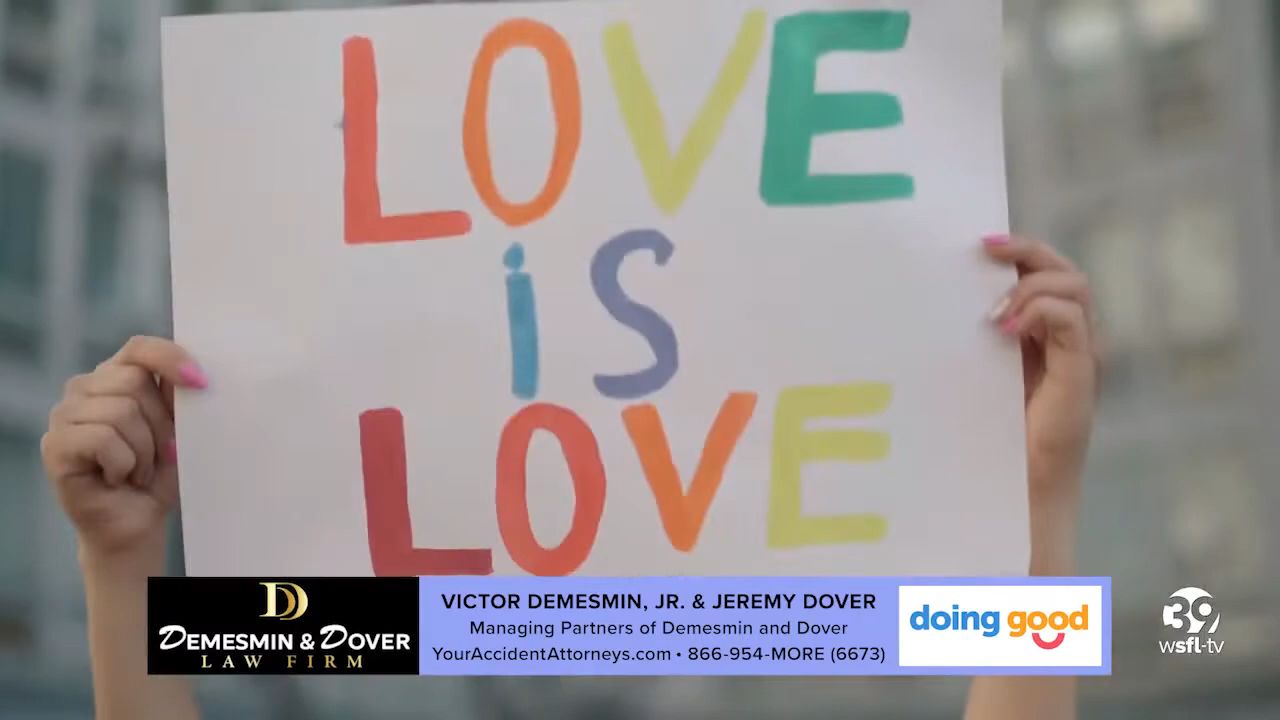 LOVE
iS
LOVE
DD
DEMESMIN & DOVER
LAW FIRM
VICTOR DEMESMIN, JR. & JEREMY DOVER
Managing Partners of Demesmin and Dover
YourAccidentAttorneys.com • 866-954-MORE (6673)
doing good
39
wsfl-tv